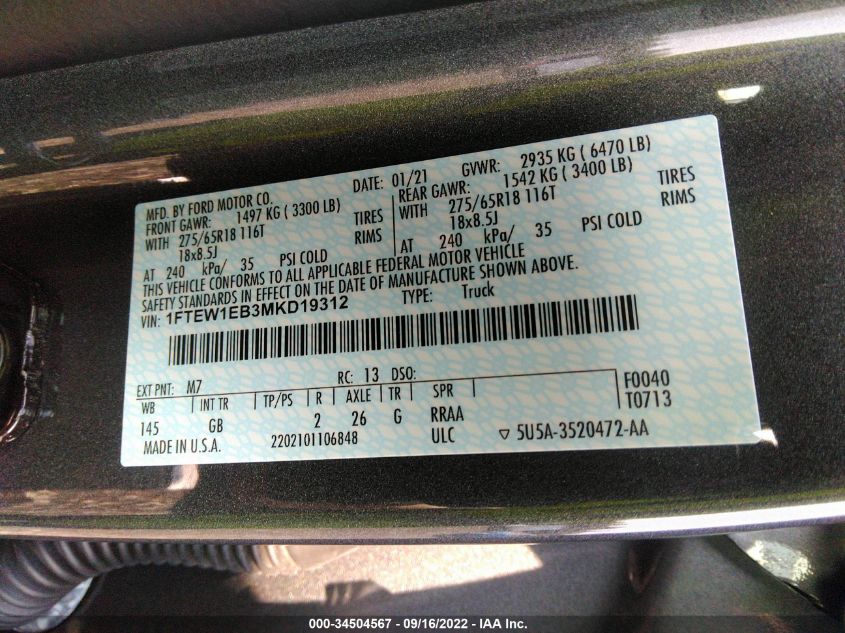 MFD. BY FORD MOTOR CO. DATE: 01/21 GVWR: 2935 KG ( 6470 LB)
FRONT GAWR: 1497 KG ( 3300 LB) REAR GAWR: 1542 KG ( 3400 LB)
WITH 275/65R18 116T TIRES WITH 275/65R18 116T TIRES
18x8.5J RIMS 18x8.5J RIMS
AT 240 kPa/ 35 PSI COLD AT 240 kPa/ 35 PSI COLD
THIS VEHICLE CONFORMS TO ALL APPLICABLE FEDERAL MOTOR VEHICLE
SAFETY STANDARDS IN EFFECT ON THE DATE OF MANUFACTURE SHOWN ABOVE.
VIN: 1FTEW1EB3MKD19312 TYPE: Truck
EXT PNT: M7 RC: 13 DSO: F0040
WB INT TR TP/PS R AXLE TR SPR T0713
145 GB 2 26 G RRAA
MADE IN U.S.A. 2202101106848 ULC ▽ 5U5A-3520472-AA
000-34504567 - 09/16/2022 - IAA Inc.